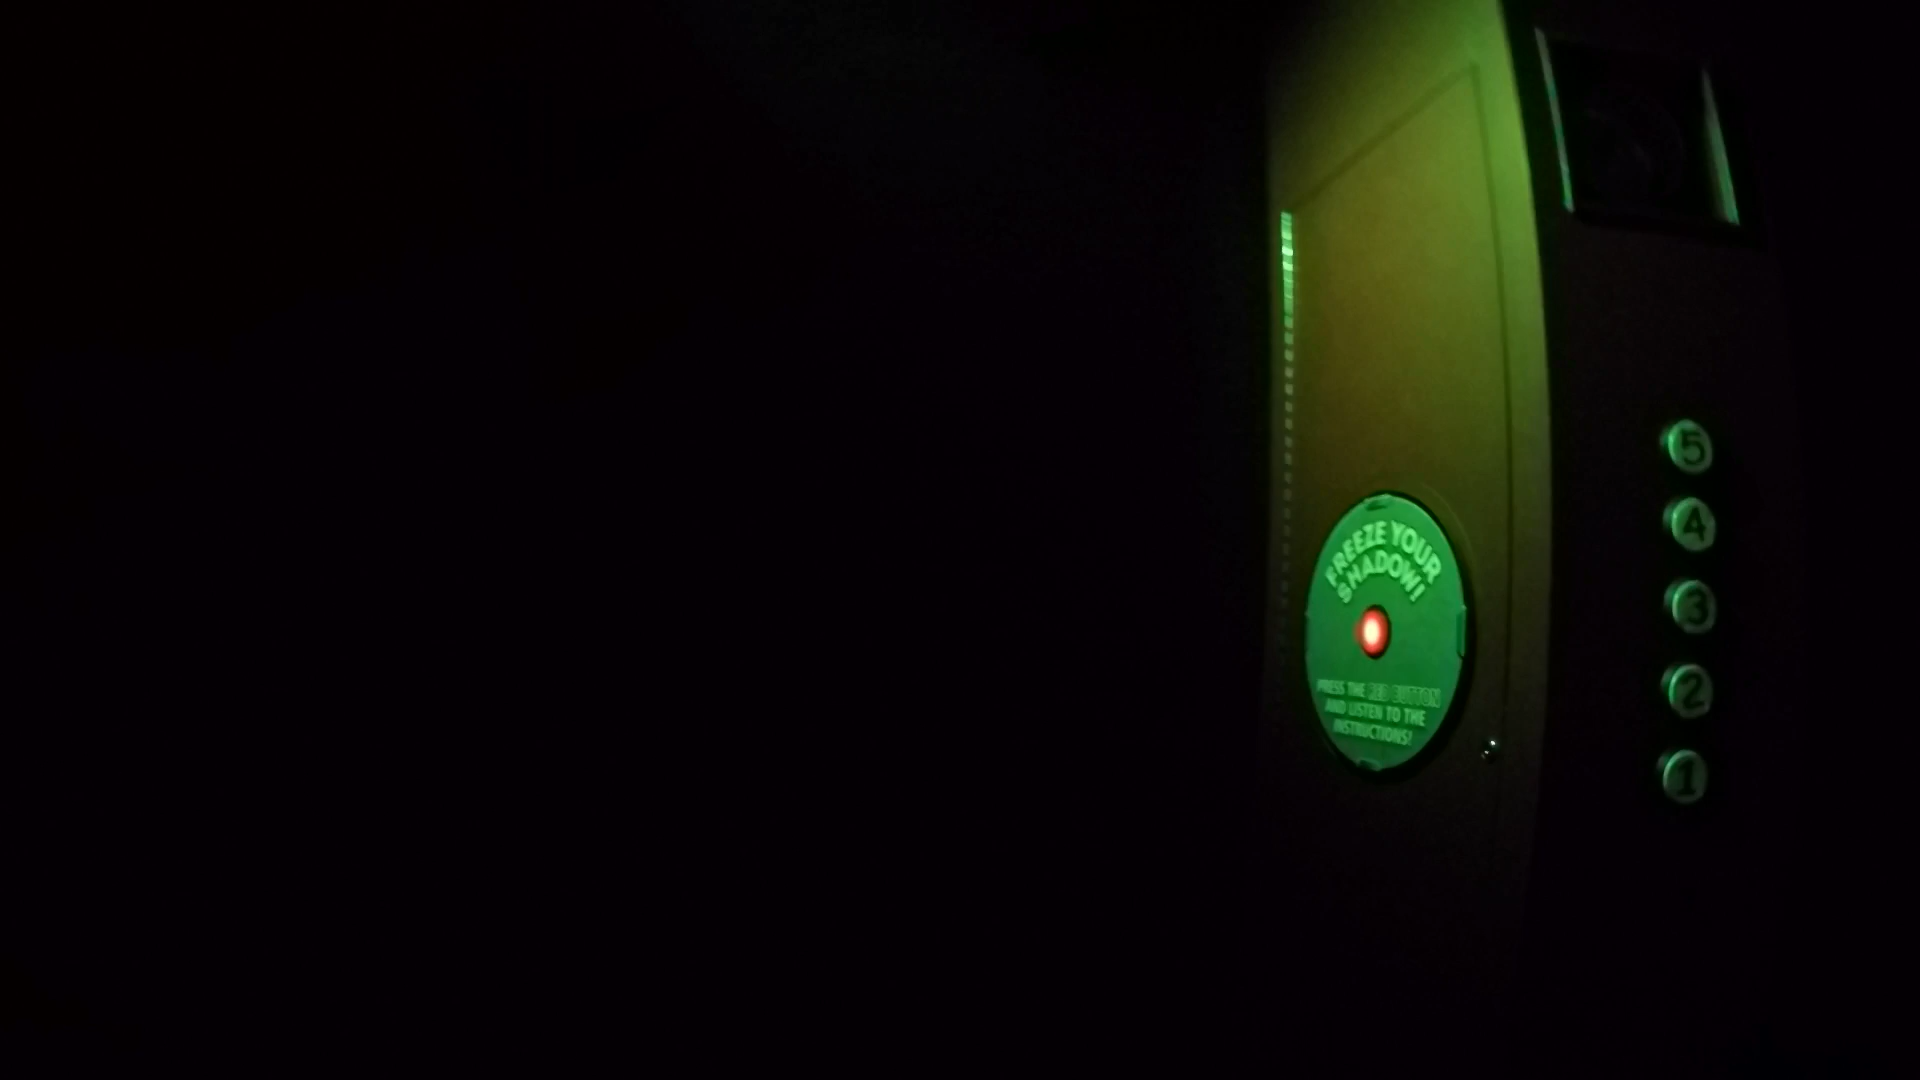 FREEZE YOUR
SHADOW!
PRESS THE RED BUTTON
AND LISTEN TO THE
INSTRUCTIONS!
5
4
3
2
1